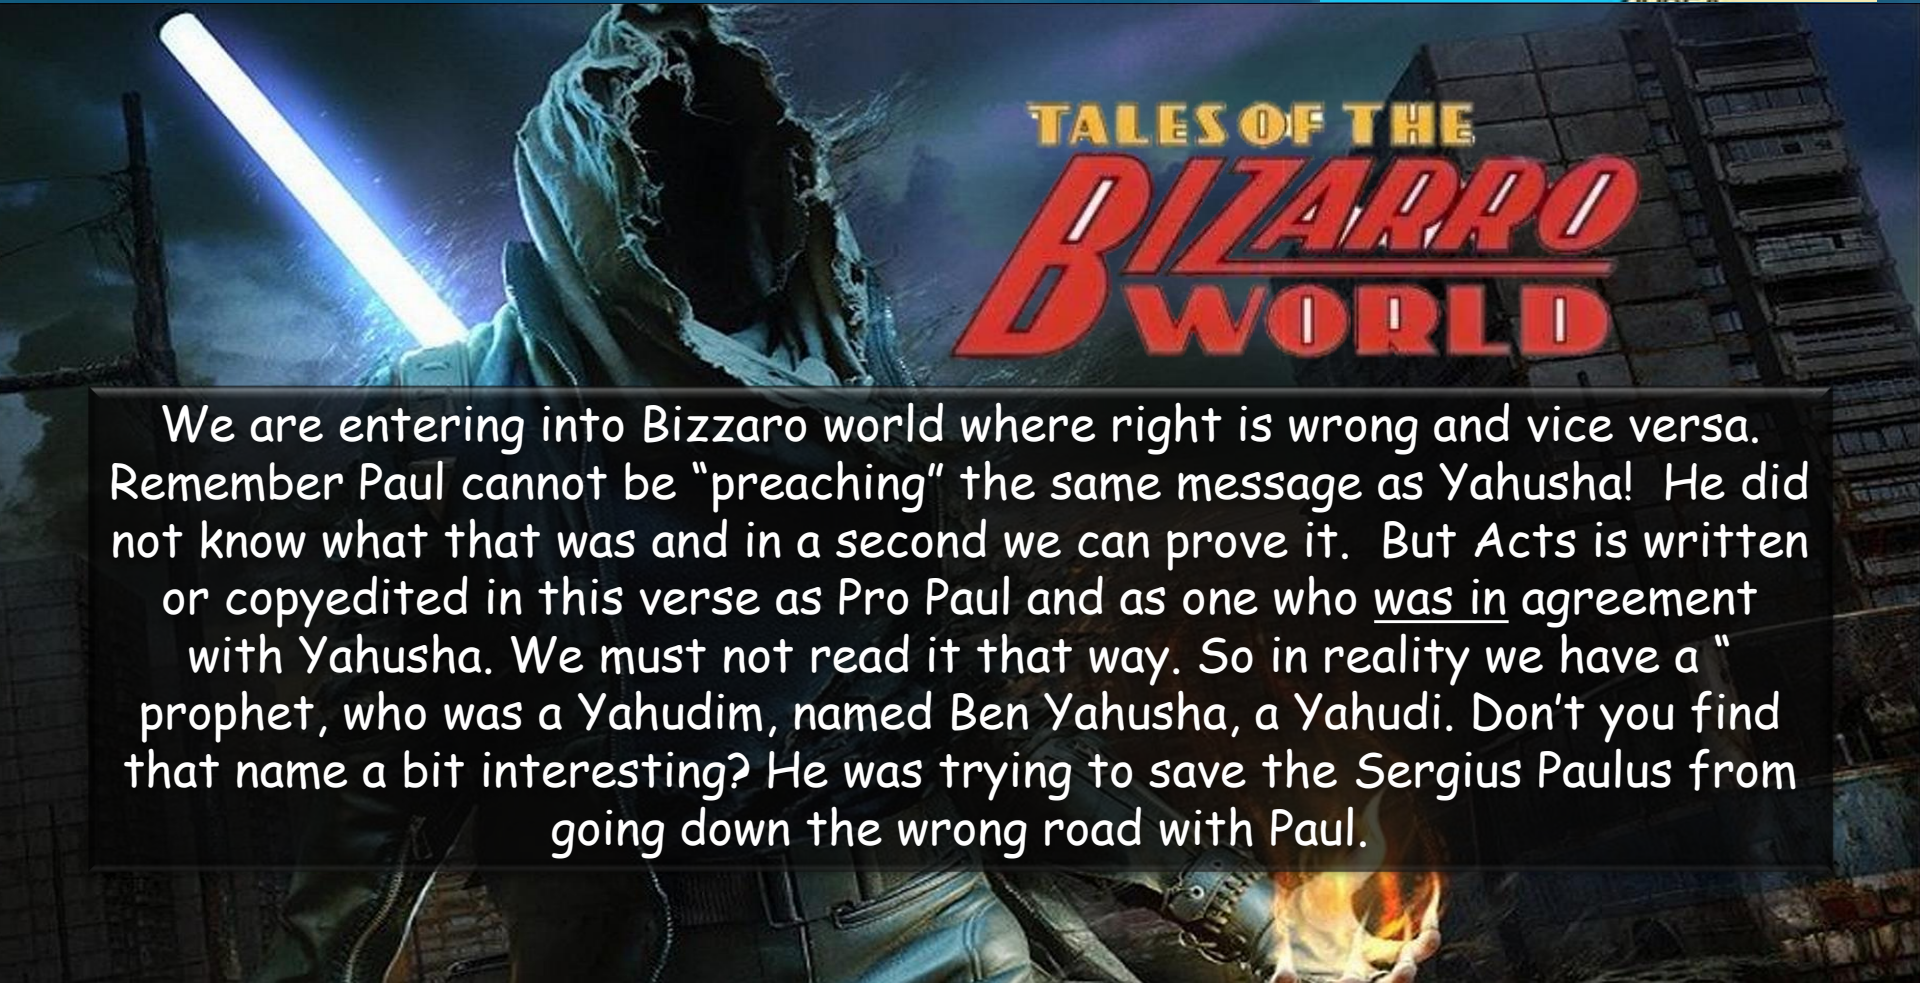 TALES OF THE
BIZARRO
WORLD
We are entering into Bizzaro world where right is wrong and vice versa.
Remember Paul cannot be “preaching” the same message as Yahusha!  He did
not know what that was and in a second we can prove it.  But Acts is written
or copyedited in this verse as Pro Paul and as one who was in agreement
with Yahusha. We must not read it that way. So in reality we have a “
prophet, who was a Yahudim, named Ben Yahusha, a Yahudi. Don’t you find
that name a bit interesting? He was trying to save the Sergius Paulus from
going down the wrong road with Paul.